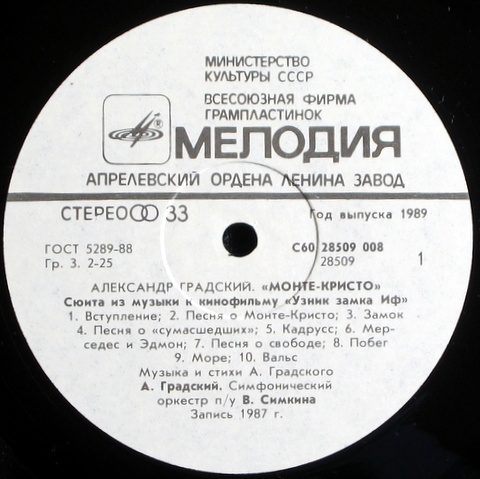 МИНИСТЕРСТВО
КУЛЬТУРЫ СССР
ВСЕСОЮЗНАЯ ФИРМА
ГРАМПЛАСТИНОК
МЕЛОДИЯ
АПРЕЛЕВСКИЙ ОРДЕНА ЛЕНИНА ЗАВОД
СТЕРЕО 33
Год выпуска 1989
ГОСТ 5289-88
С60 28509 008
Гр. 3. 2-25
28509
1
АЛЕКСАНДР ГРАДСКИЙ. «МОНТЕ-КРИСТО»
Сюита из музыки к кинофильму «Узник замка Иф»
1. Вступление; 2. Песня о Монте-Кристо; 3. Замок
4. Песня о «сумасшедших»; 5. Кадрусс; 6. Мер-
седес и Эдмон; 7. Песня о свободе; 8. Побег
9. Море; 10. Вальс
Музыка и стихи А. Градского
А. Градский. Симфонический
оркестр п/у В. Симкина
Запись 1987 г.